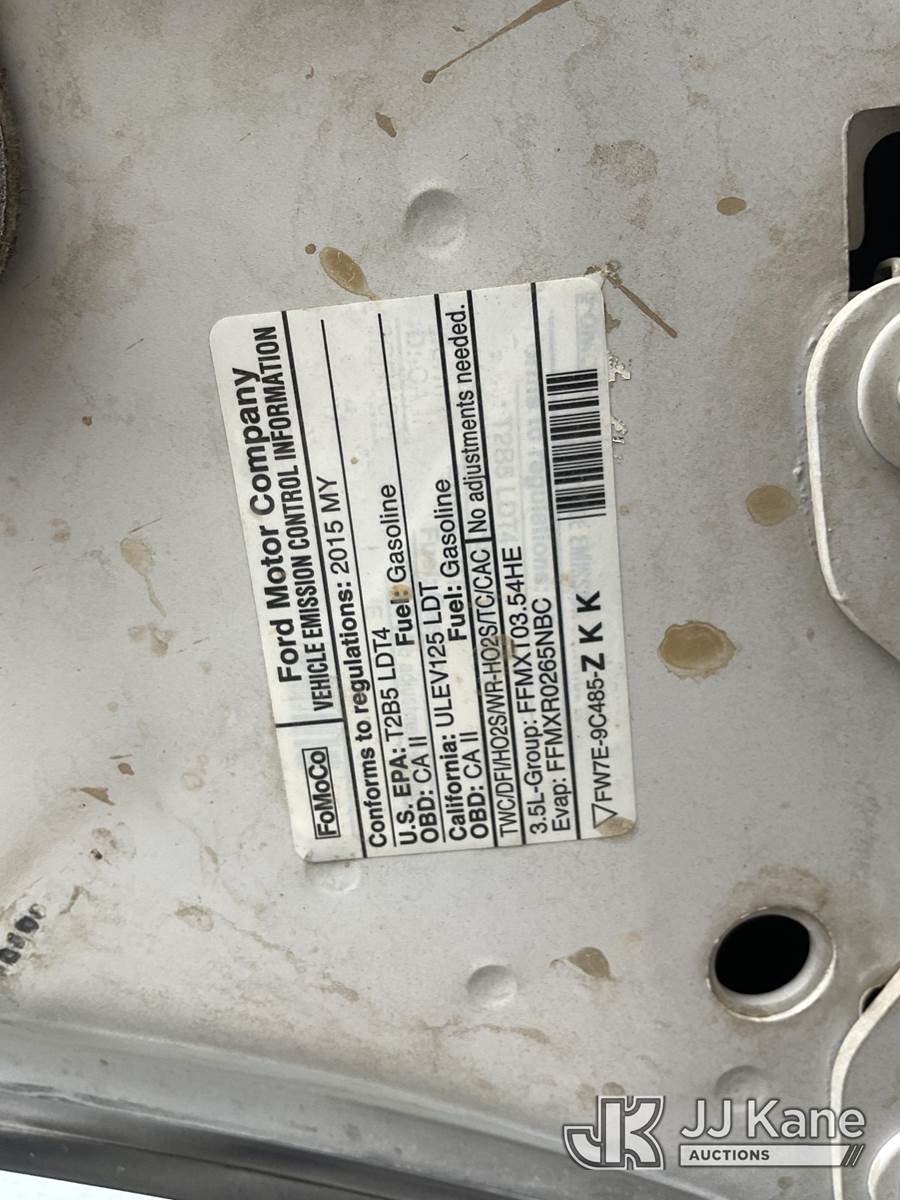 Ford Motor Company
FoMoCo
VEHICLE EMISSION CONTROL INFORMATION
Conforms to regulations: 2015 MY
U.S. EPA: T2B5 LDT4 Fuel: Gasoline
OBD: CA II
California: ULEV125 LDT Fuel: Gasoline
OBD: CA II
TWC/DFI/HO2S/WR-HO2S/TC/CAC No adjustments needed.
3.5L-Group: FFMXT03.54HE
Evap: FFMXR0265NBC
FW7E-9C485-Z K K
JK JJ Kane
AUCTIONS